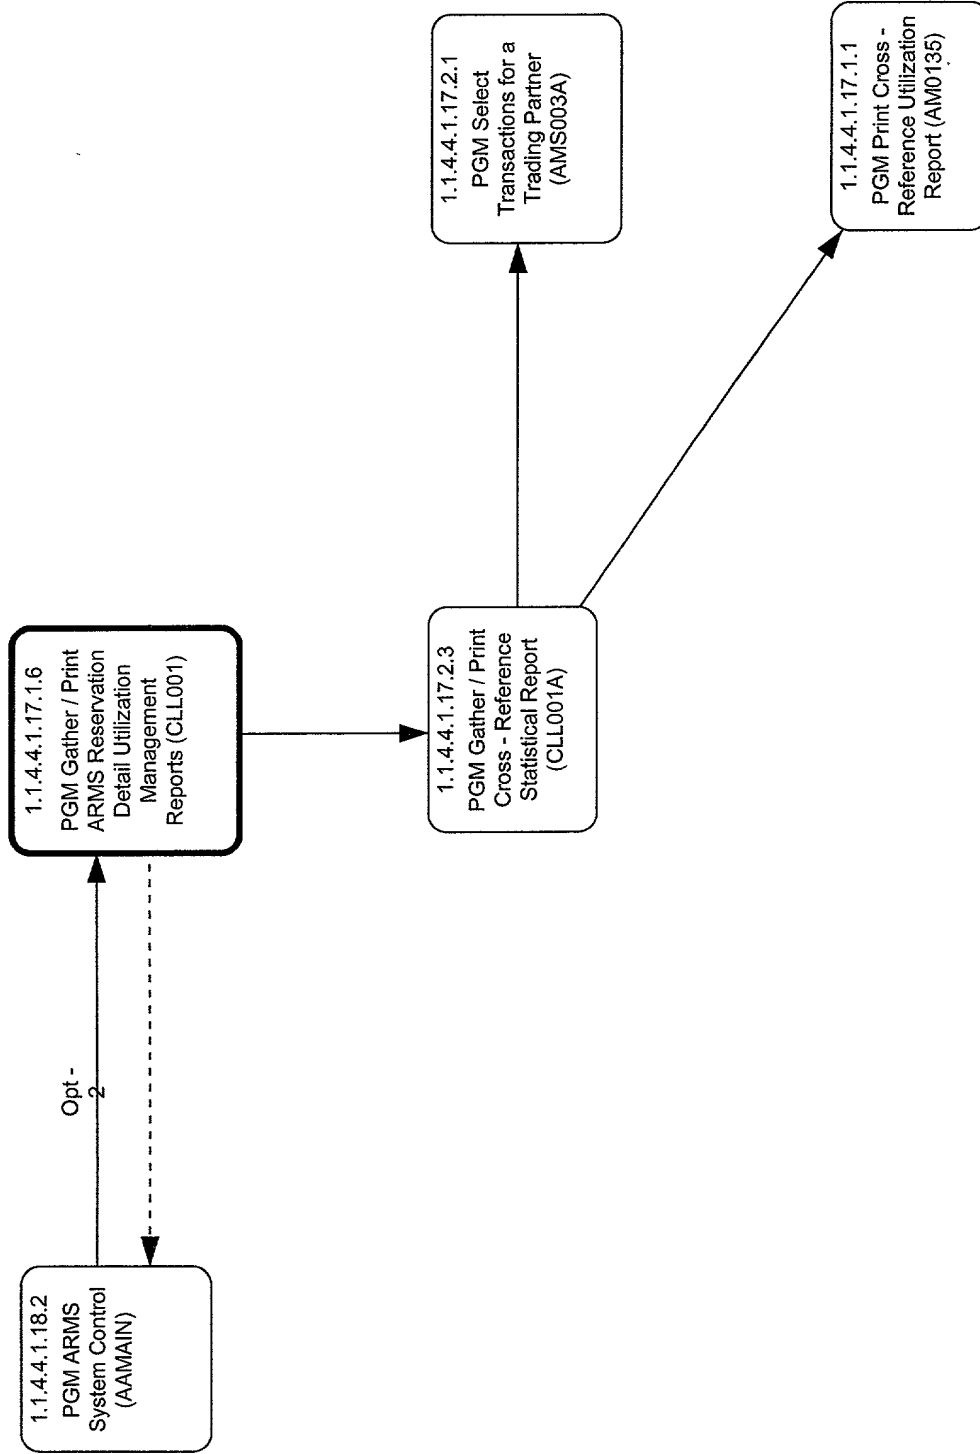 1.1.4.4.1.18.2
PGM ARMS
System Control
(AAMAIN)
Opt -
2
1.1.4.4.1.17.1.6
PGM Gather / Print
ARMS Reservation
Detail Utilization
Management
Reports (CLL001)
1.1.4.4.1.17.2.3
PGM Gather / Print
Cross - Reference
Statistical Report
(CLL001A)
1.1.4.4.1.17.2.1
PGM Select
Transactions for a
Trading Partner
(AMS003A)
1.1.4.4.1.17.1.1
PGM Print Cross -
Reference Utilization
Report (AM0135)